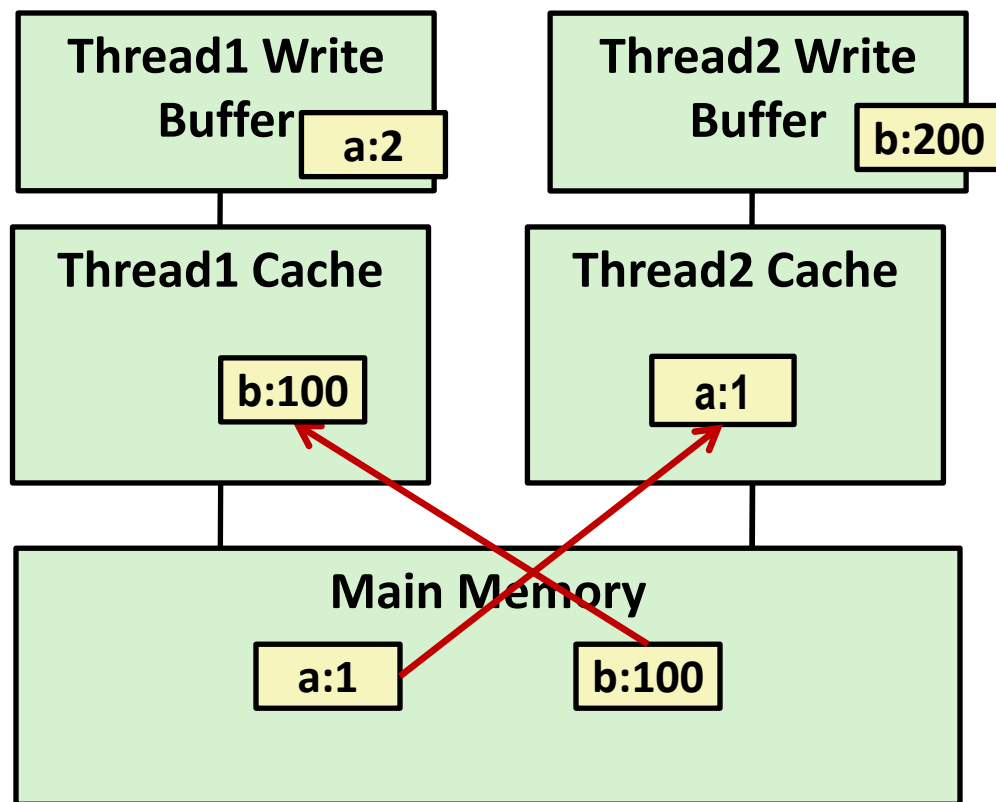 Thread1 Write
Buffer
a:2
Thread2 Write
Buffer
b:200
Thread1 Cache
b:100
Thread2 Cache
a:1
Main Memory
a:1
b:100